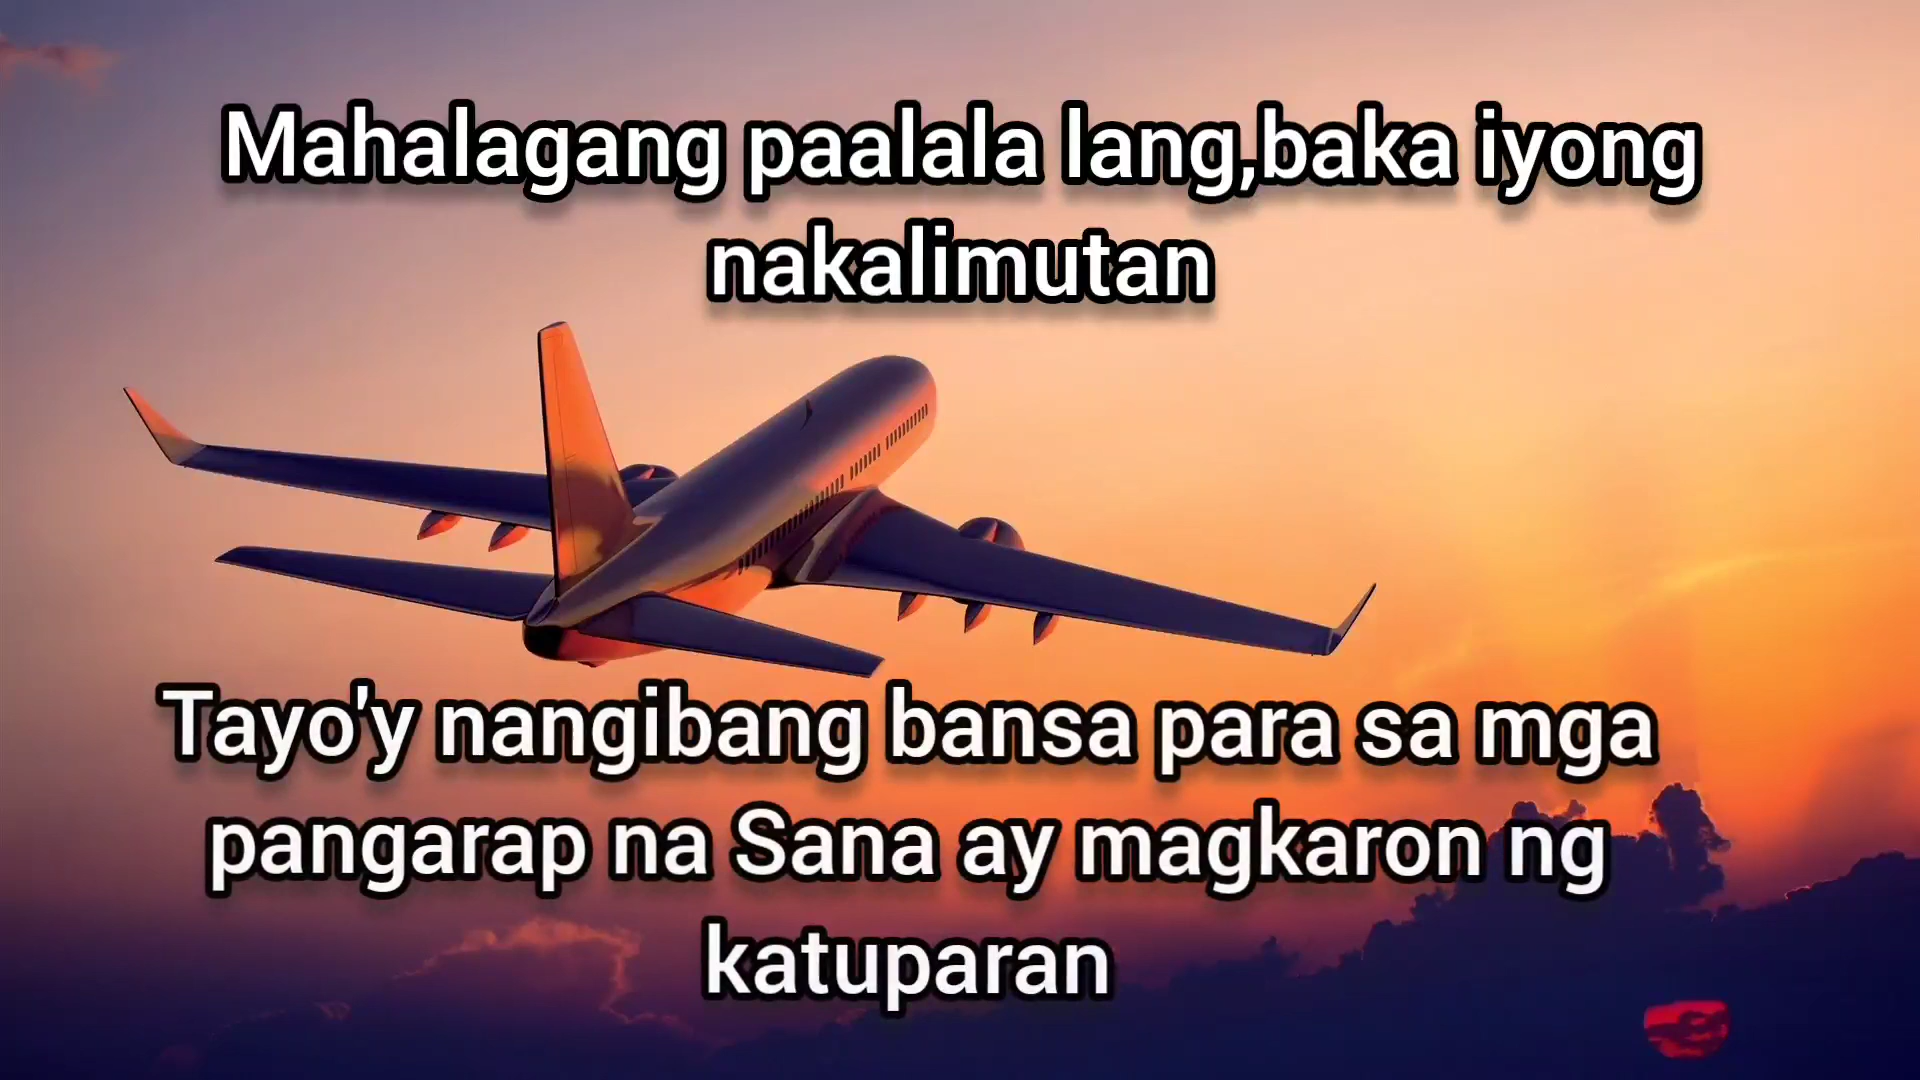 Mahalagang paalala lang,baka iyong
nakalimutan
Tayo'y nangibang bansa para sa mga
pangarap na Sana ay magkaron ng
katuparan